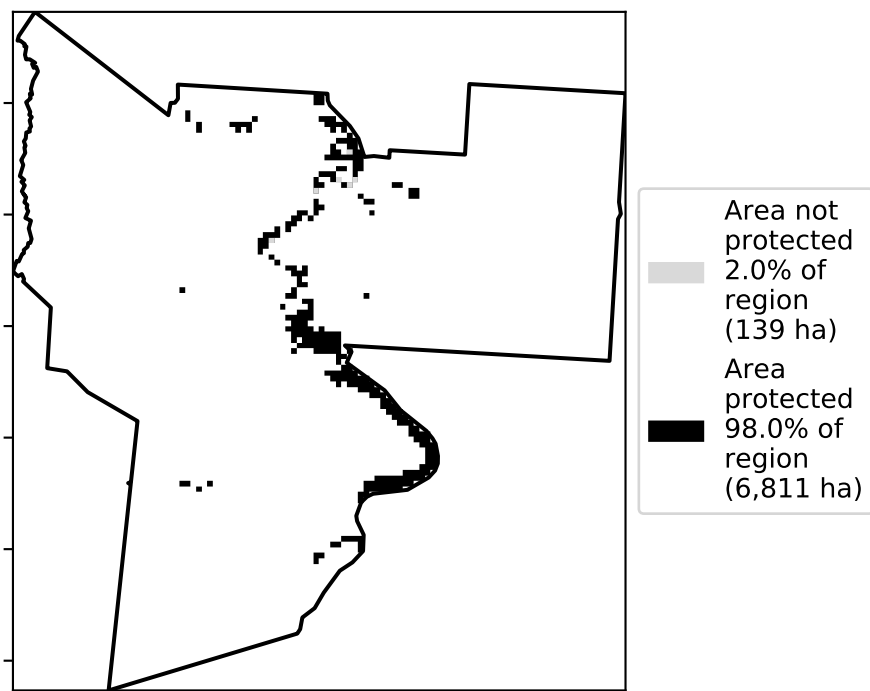 Area not
protected
2.0% of
region
(139 ha)
Area
protected
98.0% of
region
(6,811 ha)